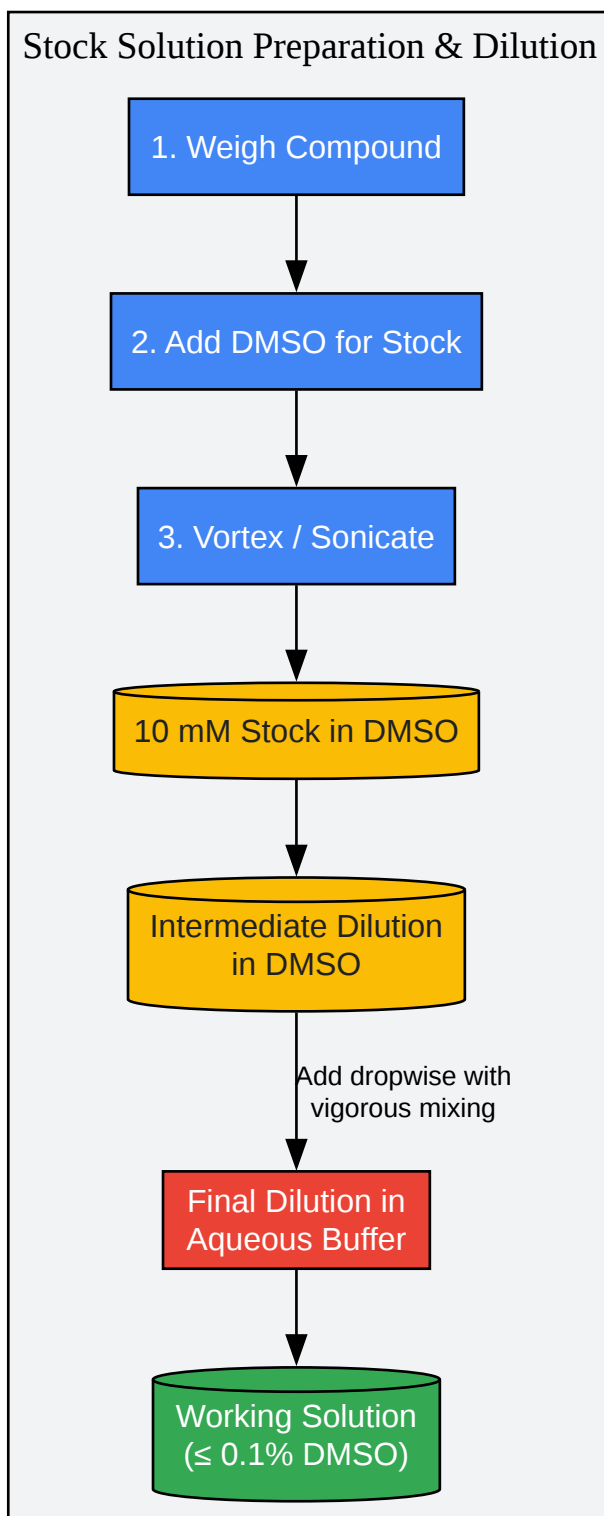 Stock Solution Preparation & Dilution
1. Weigh Compound
2. Add DMSO for Stock
3. Vortex / Sonicate
10 mM Stock in DMSO
Intermediate Dilution
in DMSO
Add dropwise with
vigorous mixing
Final Dilution in
Aqueous Buffer
Working Solution
(≤ 0.1% DMSO)